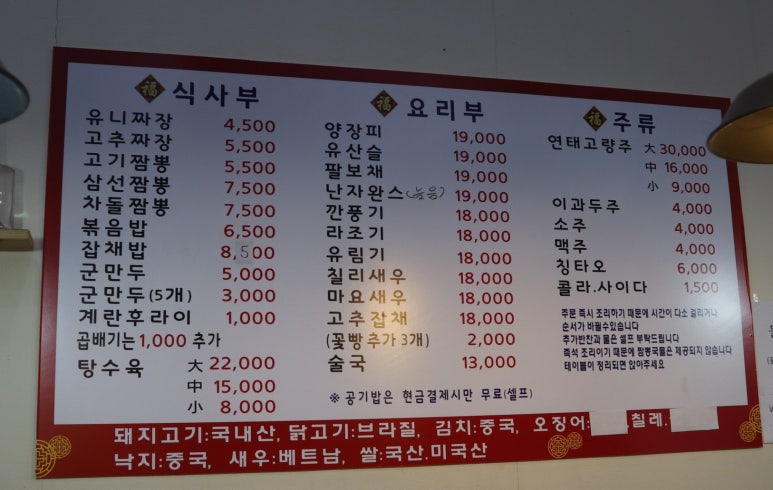 福 식사부
유니짜장 4,500
고추짜장 5,500
고기짬뽕 5,500
삼선짬뽕 7,500
차돌짬뽕 7,500
볶음밥 6,500
잡채밥 8,500
군만두 5,000
군만두(5개) 3,000
계란후라이 1,000
곱배기는 1,000 추가
탕수육 大 22,000
中 15,000
小 8,000
福 요리부
양장피 19,000
유산슬 19,000
팔보채 19,000
난자완스 19,000
깐풍기 18,000
라조기 18,000
유림기 18,000
칠리새우 18,000
마요새우 18,000
고추잡채 18,000
(꽃빵추가 3개) 2,000
술국 13,000
※ 공기밥은 현금결제시만 무료(셀프)
福 주류
연태고량주 大 30,000
中 16,000
小 9,000
이과두주 4,000
소주 4,000
맥주 4,000
칭타오 6,000
콜라.사이다 1,500
주문 즉시 조리하기 때문에 시간이 다소 걸리거나
순서가 바뀔수있습니다
추가반찬과 물은 셀프 부탁드립니다
즉석 조리이기 때문에 짬뽕국물은 제공되지 않습니다
테이블이 정리되면 앉아주세요
돼지고기:국내산, 닭고기:브라질, 김치:중국, 오징어: ,칠레.
낙지:중국, 새우:베트남, 쌀:국산.미국산